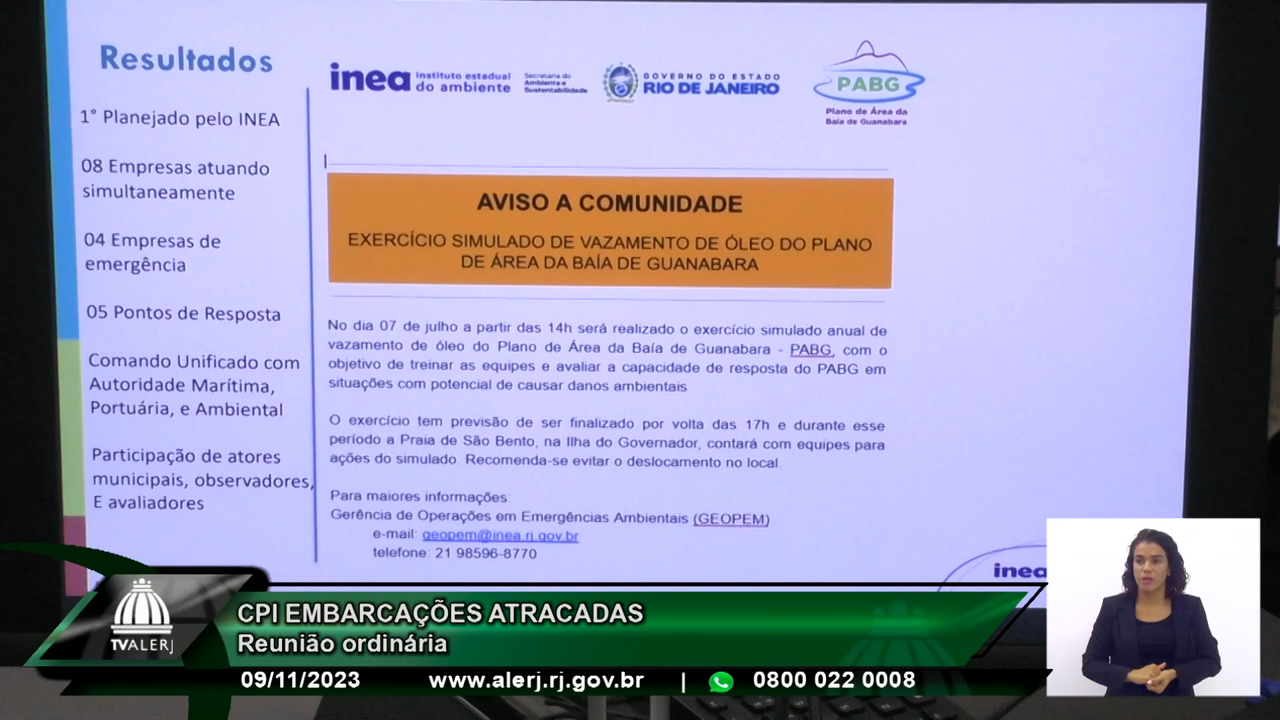 Resultados
1° Planejado pelo INEA
08 Empresas atuando
simultaneamente
04 Empresas de
emergência
05 Pontos de Resposta
Comando Unificado com
Autoridade Marítima,
Portuária, e Ambiental
Participação de atores
municipais, observadores,
E avaliadores
inea instituto estadual
do ambiente
Secretaria do
Ambiente e
Sustentabilidade
GOVERNO DO ESTADO
RIO DE JANEIRO
PABG
Plano de Área da
Baía de Guanabara
AVISO A COMUNIDADE
EXERCÍCIO SIMULADO DE VAZAMENTO DE ÓLEO DO PLANO
DE ÁREA DA BAÍA DE GUANABARA
No dia 07 de julho a partir das 14h será realizado o exercício simulado anual de
vazamento de óleo do Plano de Área da Baía de Guanabara - PABG, com o
objetivo de treinar as equipes e avaliar a capacidade de resposta do PABG em
situações com potencial de causar danos ambientais
O exercício tem previsão de ser finalizado por volta das 17h e durante esse
período a Praia de São Bento, na Ilha do Governador, contará com equipes para
ações do simulado. Recomenda-se evitar o deslocamento no local.
Para maiores informações:
Gerência de Operações em Emergências Ambientais (GEOPEM)
e-mail: geopem@inea.rj.gov.br
telefone: 21 98596-8770
inea
TVALERJ
CPI EMBARCAÇÕES ATRACADAS
Reunião ordinária
09/11/2023 www.alerj.rj.gov.br | 0800 022 0008